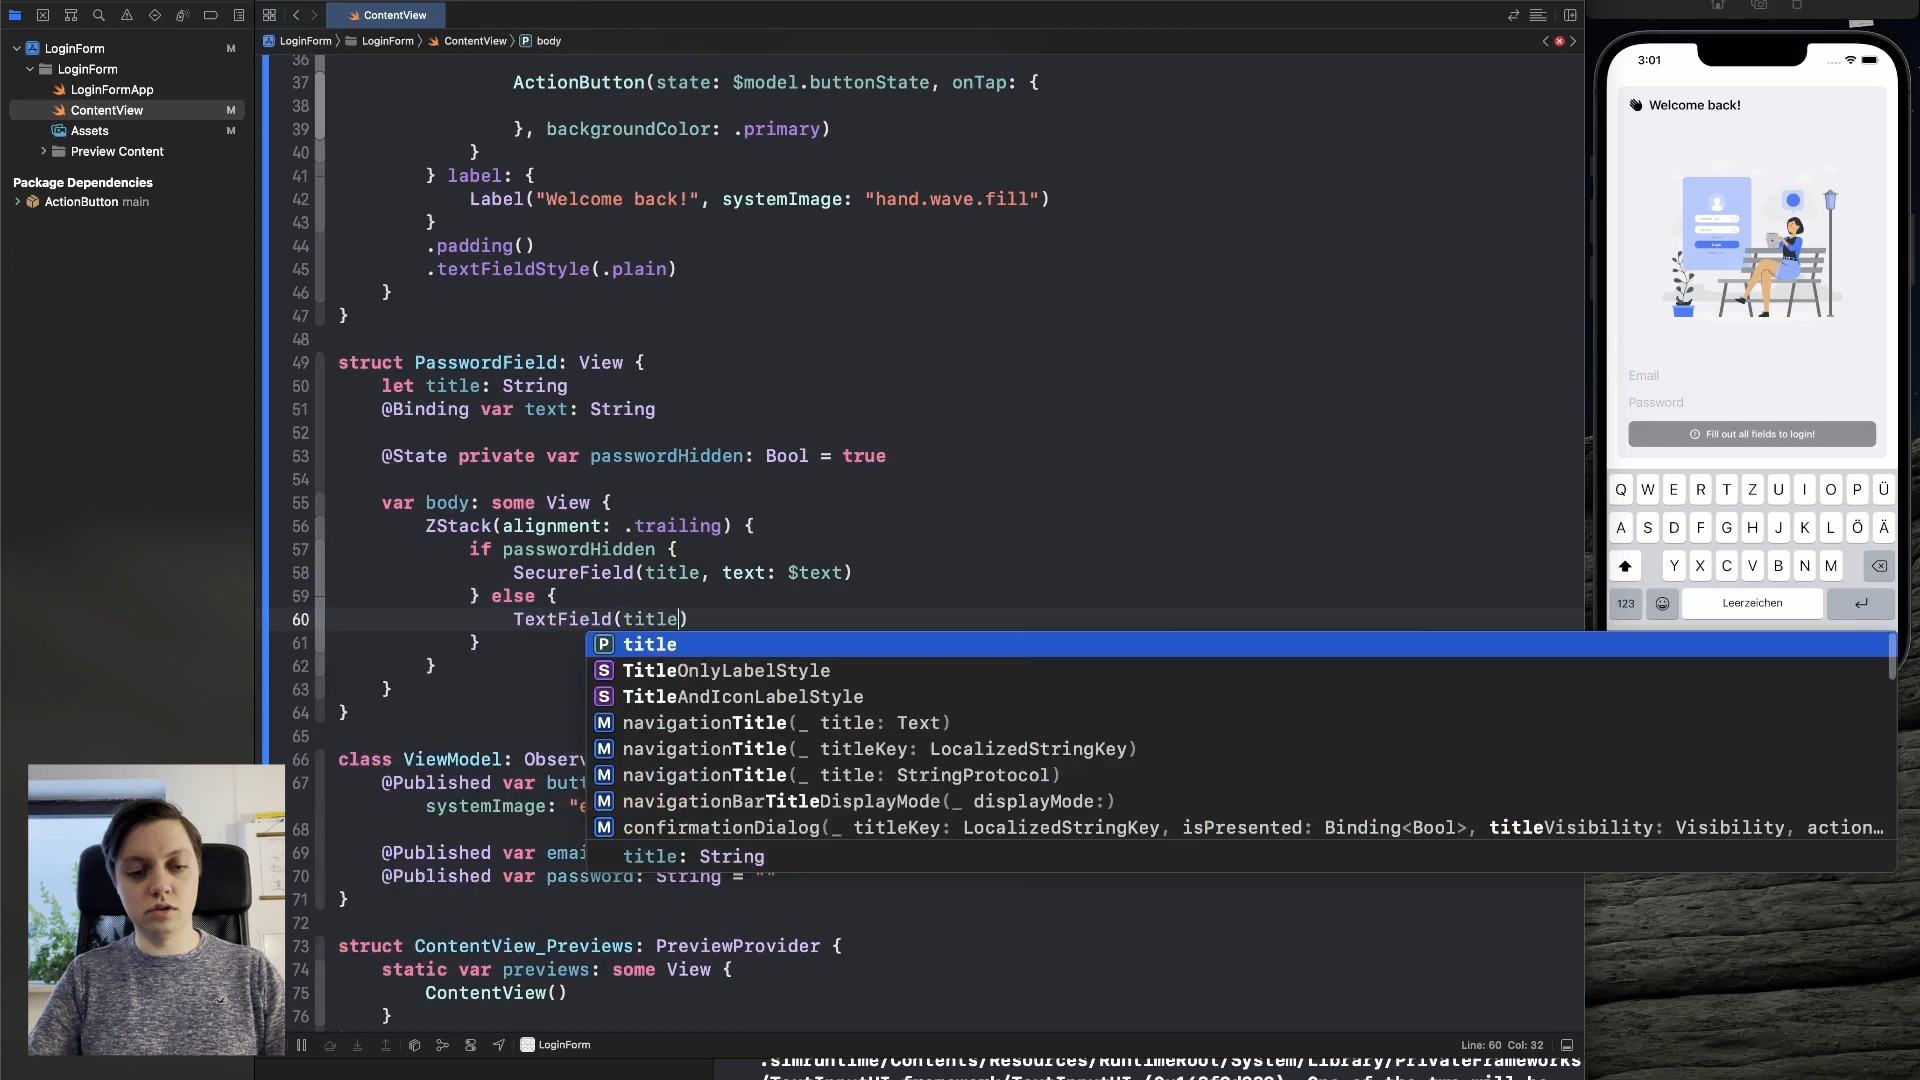 ContentView
LoginForm
M
LoginForm
LoginFormApp
ContentView
M
Assets
M
Preview Content
Package Dependencies
ActionButton main
LoginForm
LoginForm
ContentView
P
body
36
37 ActionButton(state: $model.buttonState, onTap: {
38
39 }, backgroundColor: .primary)
40 }
41 } label: {
42 Label("Welcome back!", systemImage: "hand.wave.fill")
43 }
44 .padding()
45 .textFieldStyle(.plain)
46 }
47 }
48
49 struct PasswordField: View {
50 let title: String
51 @Binding var text: String
52
53 @State private var passwordHidden: Bool = true
54
55 var body: some View {
56 ZStack(alignment: .trailing) {
57 if passwordHidden {
58 SecureField(title, text: $text)
59 } else {
60 TextField(title)
61 }
62 }
63 }
64 }
65
66 class ViewModel: Observ
67 @Published var butt
systemImage: "e
68
69 @Published var emai
70 @Published var password: String = ""
71 }
72
73 struct ContentView_Previews: PreviewProvider {
74 static var previews: some View {
75 ContentView()
76 }
P title
S TitleOnlyLabelStyle
S TitleAndIconLabelStyle
M navigationTitle(_ title: Text)
M navigationTitle(_ titleKey: LocalizedStringKey)
M navigationTitle(_ title: StringProtocol)
M navigationBarTitleDisplayMode(_ displayMode:)
M confirmationDialog(_ titleKey: LocalizedStringKey, isPresented: Binding<Bool>, titleVisibility: Visibility, action…
title: String
LoginForm
Line: 60 Col: 32
.simruntime/Contents/Resources/RuntimeRoot/System/Library/PrivateFrameworks
3:01
Welcome back!
Login
Email
Password
Fill out all fields to login!
Q W E R T Z U I O P Ü
A S D F G H J K L Ö Ä
Y X C V B N M
123
Leerzeichen